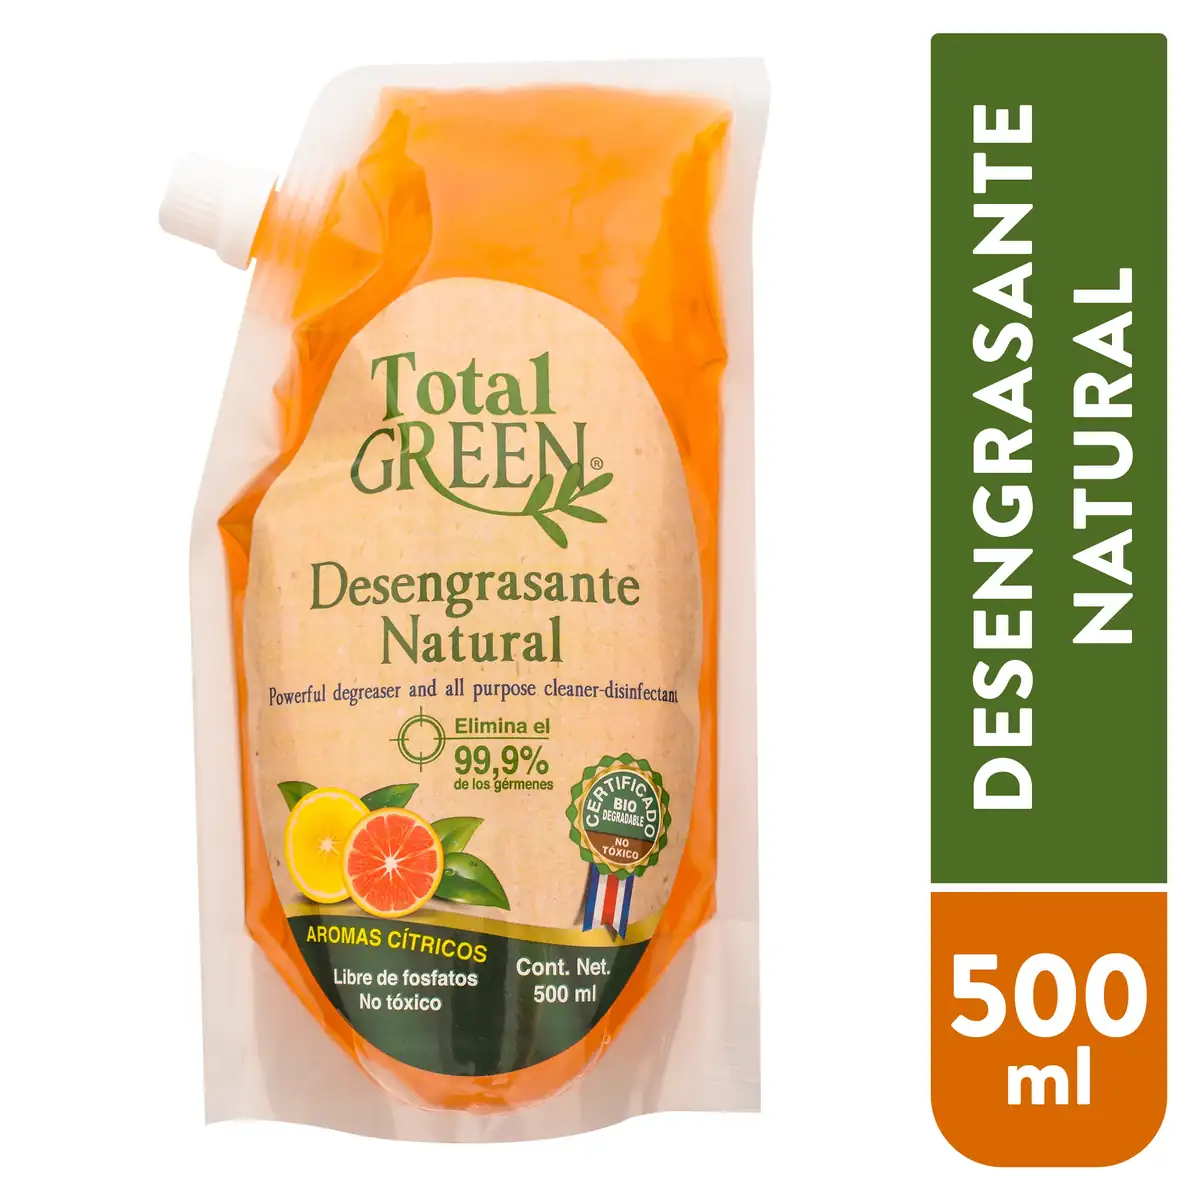 Total
GREEN®
Desengrasante
Natural
Powerful degreaser and all purpose cleaner-disinfectant
Elimina el
99,9%
de los gérmenes
CERTIFICADO
BIO
DEGRADABLE
NO
TÓXICO
AROMAS CÍTRICOS
Libre de fosfatos
No tóxico
Cont. Net.
500 ml
DESENGRASANTE
NATURAL
500
ml